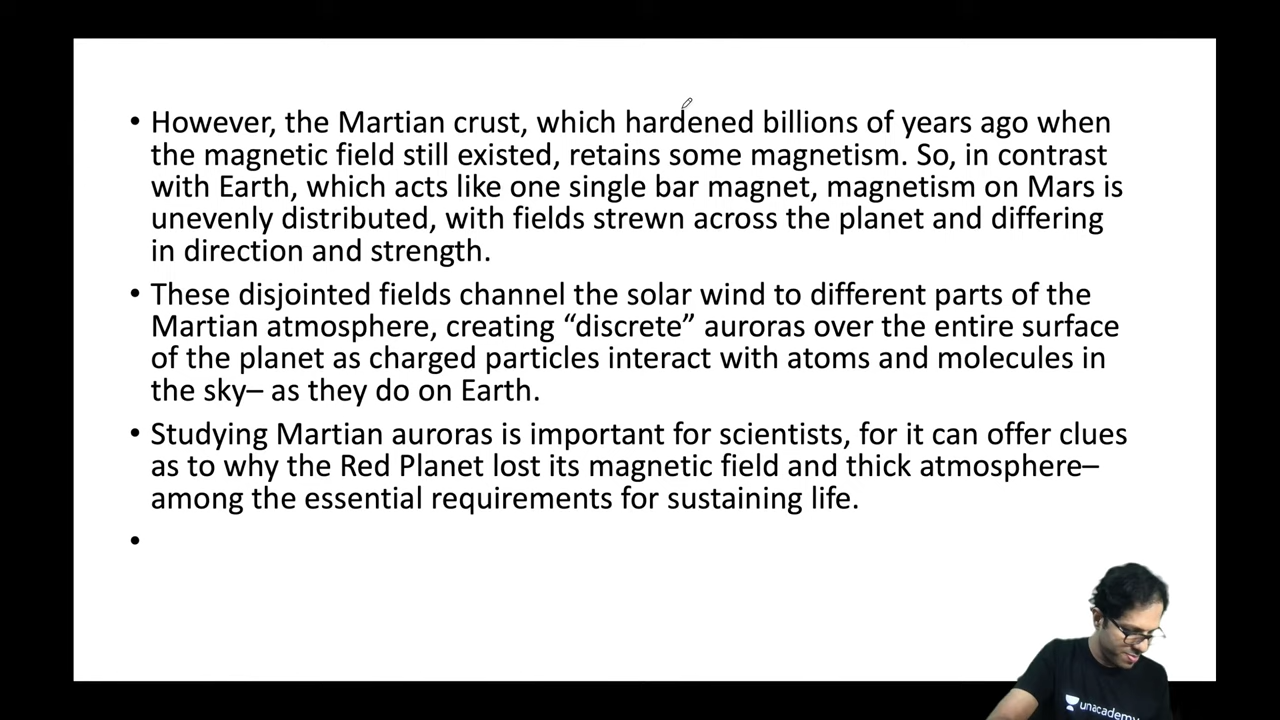 • However, the Martian crust, which hardened billions of years ago when
the magnetic field still existed, retains some magnetism. So, in contrast
with Earth, which acts like one single bar magnet, magnetism on Mars is
unevenly distributed, with fields strewn across the planet and differing
in direction and strength.
• These disjointed fields channel the solar wind to different parts of the
Martian atmosphere, creating “discrete” auroras over the entire surface
of the planet as charged particles interact with atoms and molecules in
the sky– as they do on Earth.
• Studying Martian auroras is important for scientists, for it can offer clues
as to why the Red Planet lost its magnetic field and thick atmosphere–
among the essential requirements for sustaining life.
•
unacademy